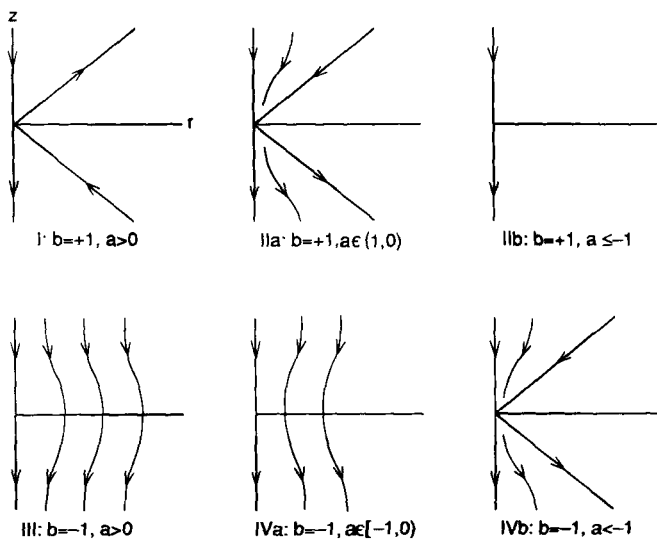 z
r
I· b=+1, a>0
IIa· b=+1,aϵ(1,0)
IIb: b=+1, a ≤-1
III: b=-1, a>0
IVa: b=-1, aϵ[-1,0)
IVb: b=-1, a<-1